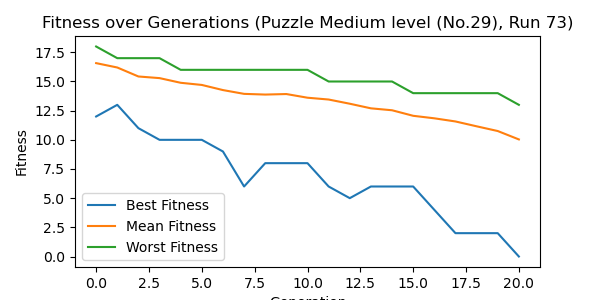 Fitness over Generations (Puzzle Medium level (No.29), Run 73)
17.5
15.0
12.5
10.0
7.5
5.0
2.5
0.0
Fitness
Best Fitness
Mean Fitness
Worst Fitness
0.0 2.5 5.0 7.5 10.0 12.5 15.0 17.5 20.0
Generation